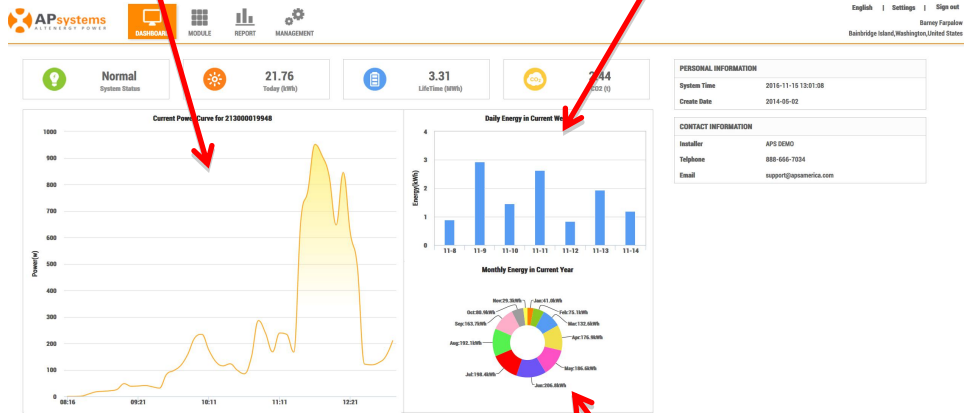 APsystems
ALTENERGY POWER
DASHBOARD
MODULE
REPORT
MANAGEMENT
English | Settings | Sign out
Barney Farpalow
Bainbridge Island,Washington,United States
Normal
System Status
21.76
Today (kWh)
3.31
LifeTime (MWh)
CO2
44
CO2 (t)
PERSONAL INFORMATION
System Time 2016-11-15 13:01:08
Create Date 2014-05-02
CONTACT INFORMATION
Installer APS DEMO
Telphone 888-666-7034
Email support@apsamerica.com
Current Power Curve for 213000019948
Power(w)
1000
900
800
700
600
500
400
300
200
100
0
08:16 09:21 10:11 11:11 12:21
Daily Energy in Current We
Energy(kWh)
4
3
2
1
0
11-8 11-9 11-10 11-11 11-12 11-13 11-14
Monthly Energy in Current Year
Nov:29.3kWh
Jan:41.0kWh
Oct:80.9kWh
Feb:75.1kWh
Sep:163.7kWh
Mar:132.6kWh
Aug:192.1kWh
Apr:176.9kWh
Jul:198.4kWh
May:186.6kWh
Jun:206.8kWh